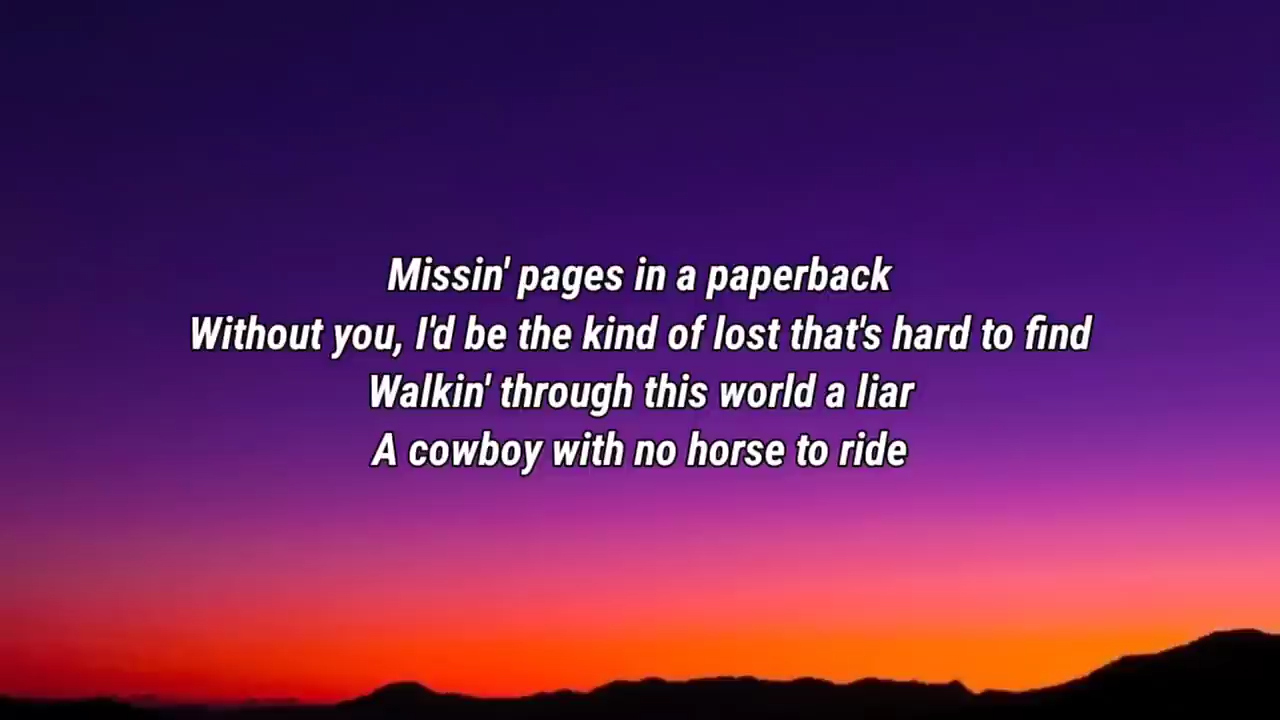 Missin' pages in a paperback
Without you, I'd be the kind of lost that's hard to find
Walkin' through this world a liar
A cowboy with no horse to ride